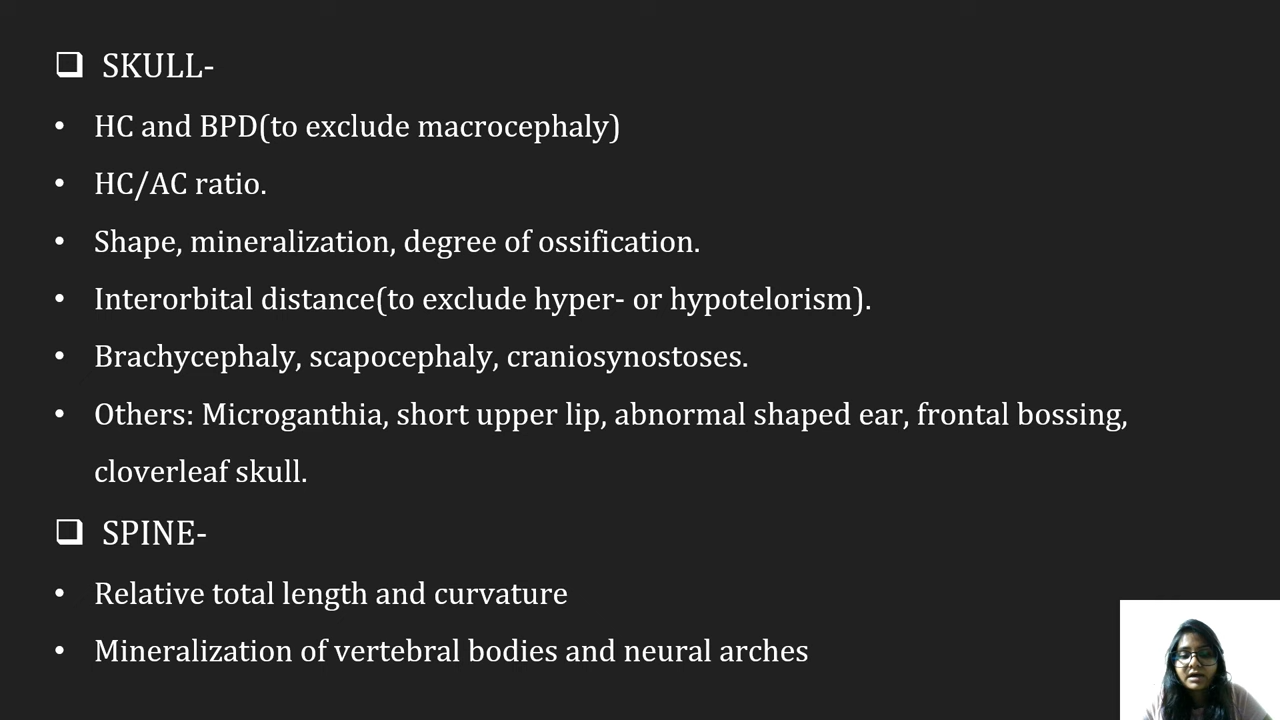 SKULL-
• HC and BPD(to exclude macrocephaly)
• HC/AC ratio.
• Shape, mineralization, degree of ossification.
• Interorbital distance(to exclude hyper- or hypotelorism).
• Brachycephaly, scapocephaly, craniosynostoses.
• Others: Microganthia, short upper lip, abnormal shaped ear, frontal bossing,
cloverleaf skull.
SPINE-
• Relative total length and curvature
• Mineralization of vertebral bodies and neural arches